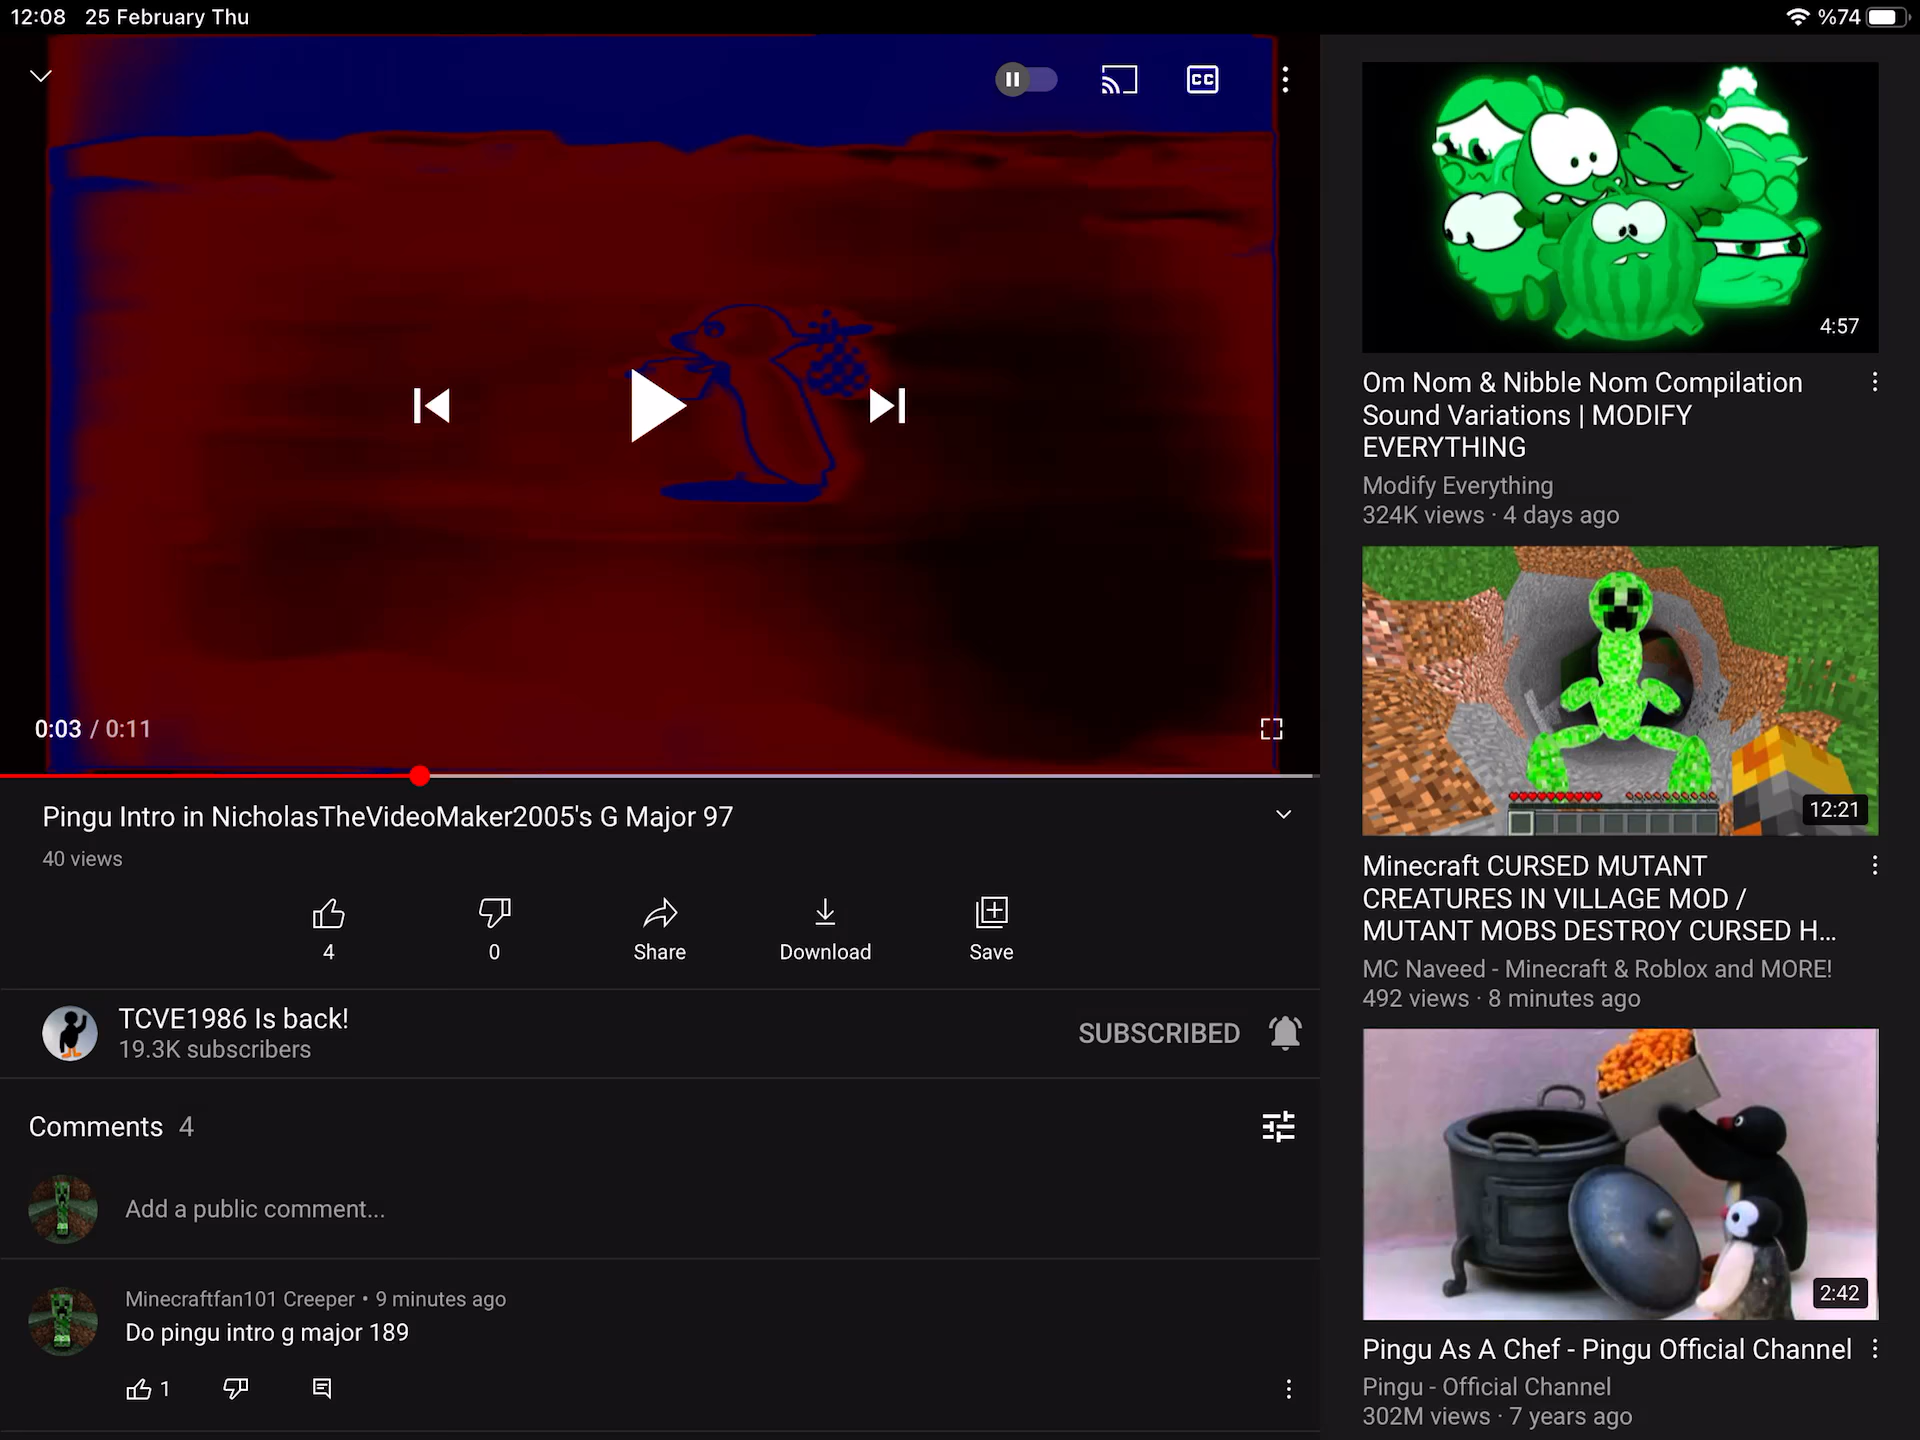 12:08 25 February Thu
%74
CC
0:03 / 0:11
Pingu Intro in NicholasTheVideoMaker2005's G Major 97
40 views
4
0
Share
Download
Save
TCVE1986 Is back!
19.3K subscribers
SUBSCRIBED
Comments 4
Add a public comment...
Minecraftfan101 Creeper • 9 minutes ago
Do pingu intro g major 189
1
4:57
Om Nom & Nibble Nom Compilation
Sound Variations | MODIFY
EVERYTHING
Modify Everything
324K views · 4 days ago
12:21
Minecraft CURSED MUTANT
CREATURES IN VILLAGE MOD /
MUTANT MOBS DESTROY CURSED H...
MC Naveed - Minecraft & Roblox and MORE!
492 views · 8 minutes ago
2:42
Pingu As A Chef - Pingu Official Channel
Pingu - Official Channel
302M views · 7 years ago